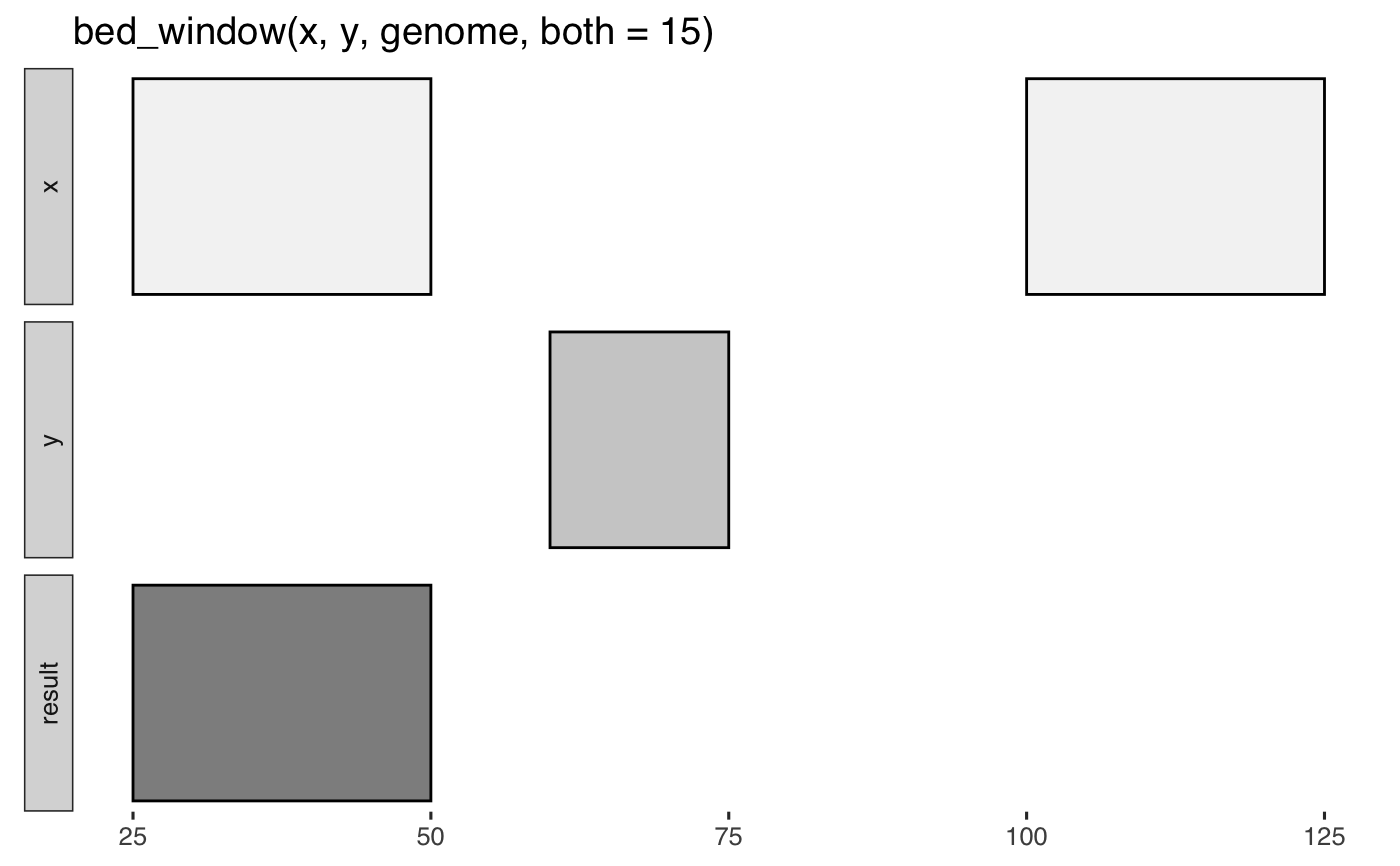 bed_window(x, y, genome, both = 15)
x
y
result
25 50 75 100 125